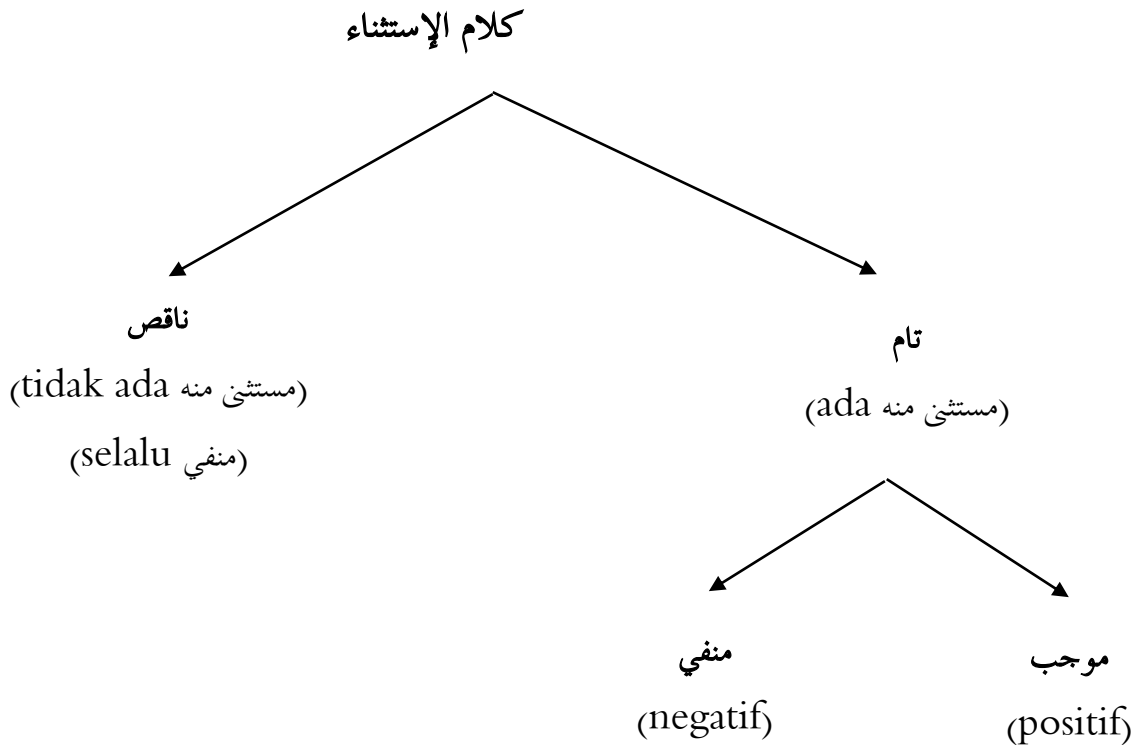 كلام الإستثناء
تام
(ada مستثنى منه)
ناقص
(tidak ada مستثنى منه)
(selalu منفي)
موجب
(positif)
منفي
(negatif)